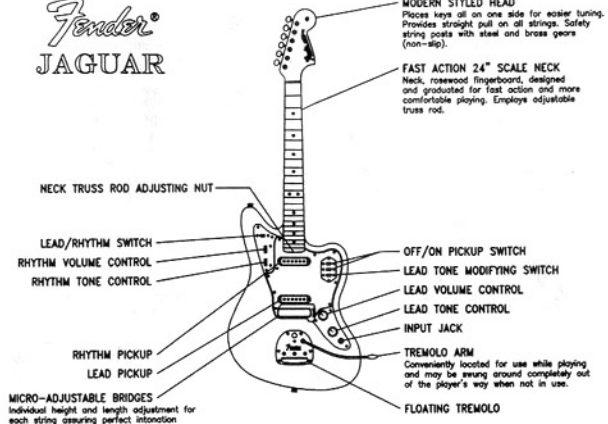 Fender®
JAGUAR
MODERN STYLED HEAD
Places keys all on one side for easier tuning.
Provides straight pull on all strings. Safety
string posts with steel and brass gears
(non-slip).
FAST ACTION 24" SCALE NECK
Neck, rosewood fingerboard, designed
and graduated for fast action and more
comfortable playing. Employs adjustable
truss rod.
NECK TRUSS ROD ADJUSTING NUT
LEAD/RHYTHM SWITCH
RHYTHM VOLUME CONTROL
RHYTHM TONE CONTROL
OFF/ON PICKUP SWITCH
LEAD TONE MODIFYING SWITCH
LEAD VOLUME CONTROL
LEAD TONE CONTROL
INPUT JACK
RHYTHM PICKUP
LEAD PICKUP
TREMOLO ARM
Conveniently located for use while playing
and may be swung around completely out
of the player's way when not in use.
MICRO-ADJUSTABLE BRIDGES
Individual height and length adjustment for
each string assuring perfect intonation
FLOATING TREMOLO
Fender